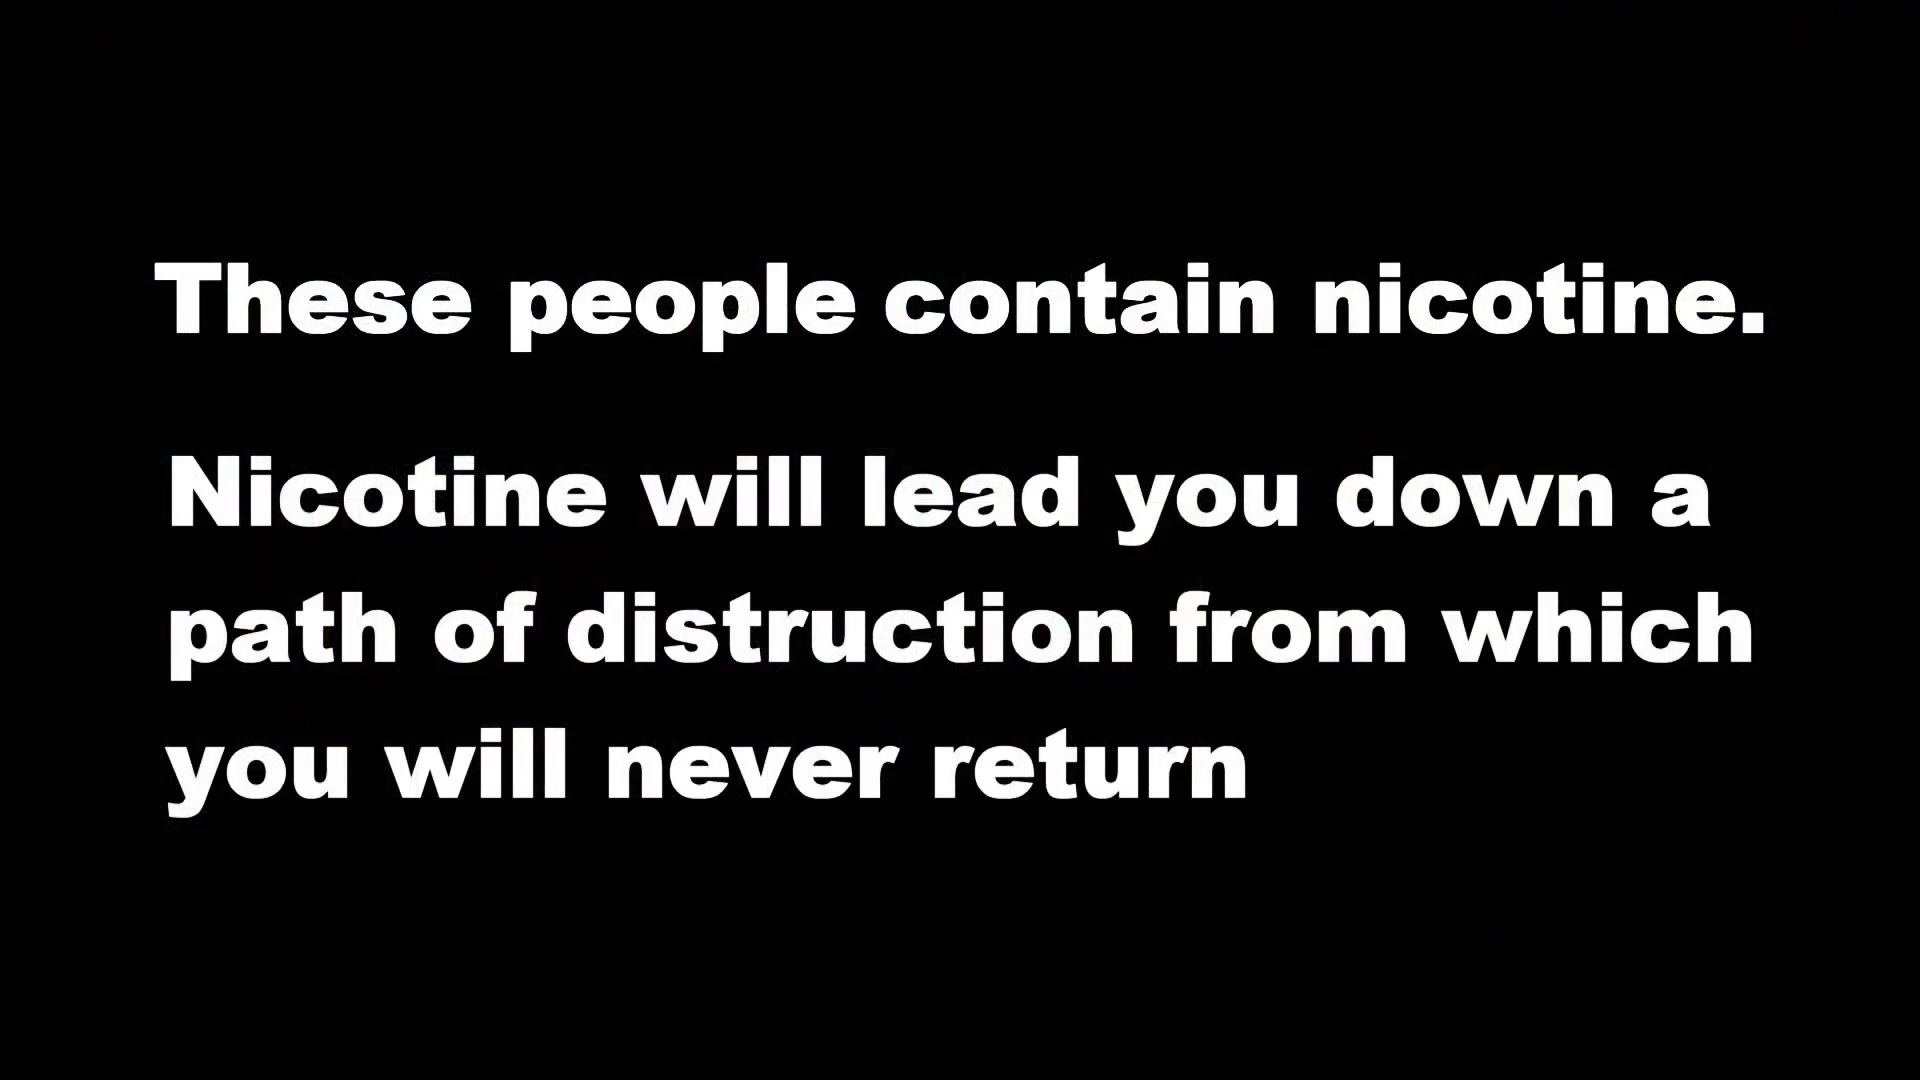 These people contain nicotine.
Nicotine will lead you down a
path of distruction from which
you will never return